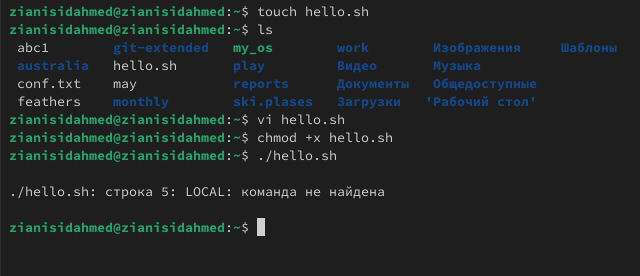 zianisidahmed@zianisidahmed:~$ touch hello.sh
zianisidahmed@zianisidahmed:~$ ls
abc1 git-extended my_os work Изображения Шаблоны
australia hello.sh play Видео Музыка
conf.txt may reports Документы Общедоступные
feathers monthly ski.plases Загрузки 'Рабочий стол'
zianisidahmed@zianisidahmed:~$ vi hello.sh
zianisidahmed@zianisidahmed:~$ chmod +x hello.sh
zianisidahmed@zianisidahmed:~$ ./hello.sh
./hello.sh: строка 5: LOCAL: команда не найдена
zianisidahmed@zianisidahmed:~$